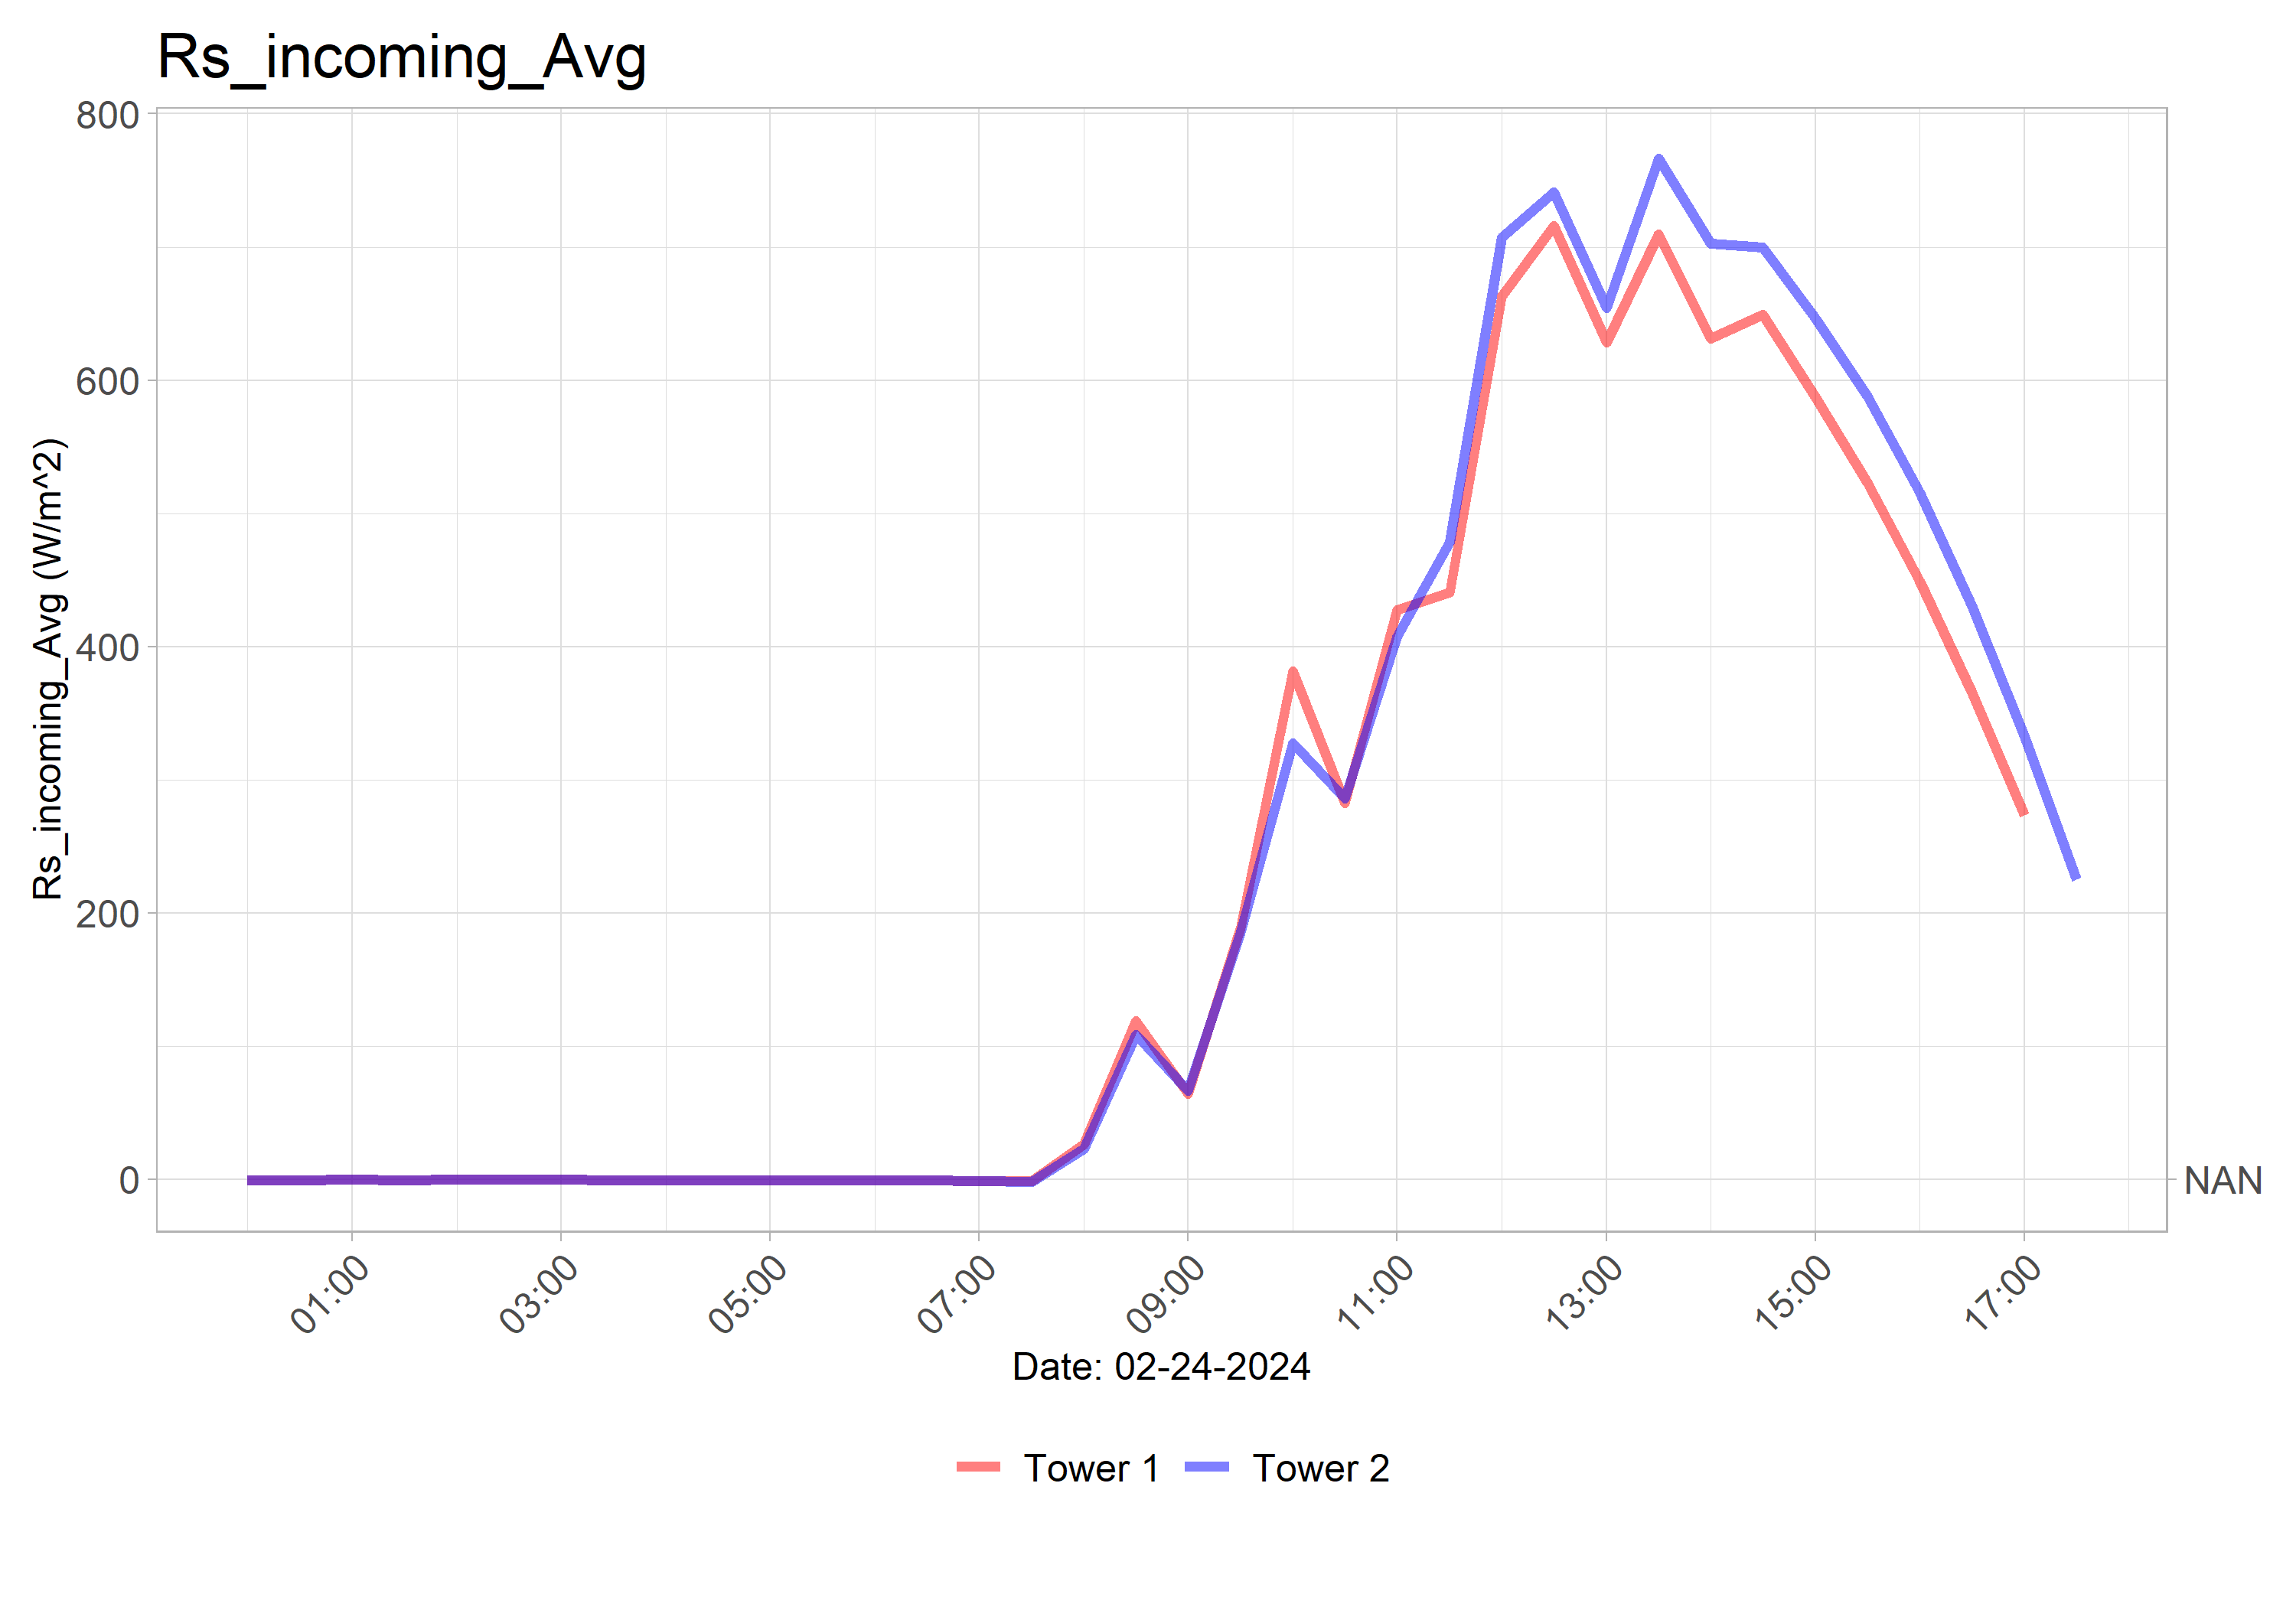 Rs_incoming_Avg
Rs_incoming_Avg (W/m^2)
800
600
400
200
0
NAN
01:00 03:00 05:00 07:00 09:00 11:00 13:00 15:00 17:00
Date: 02-24-2024
Tower 1 Tower 2